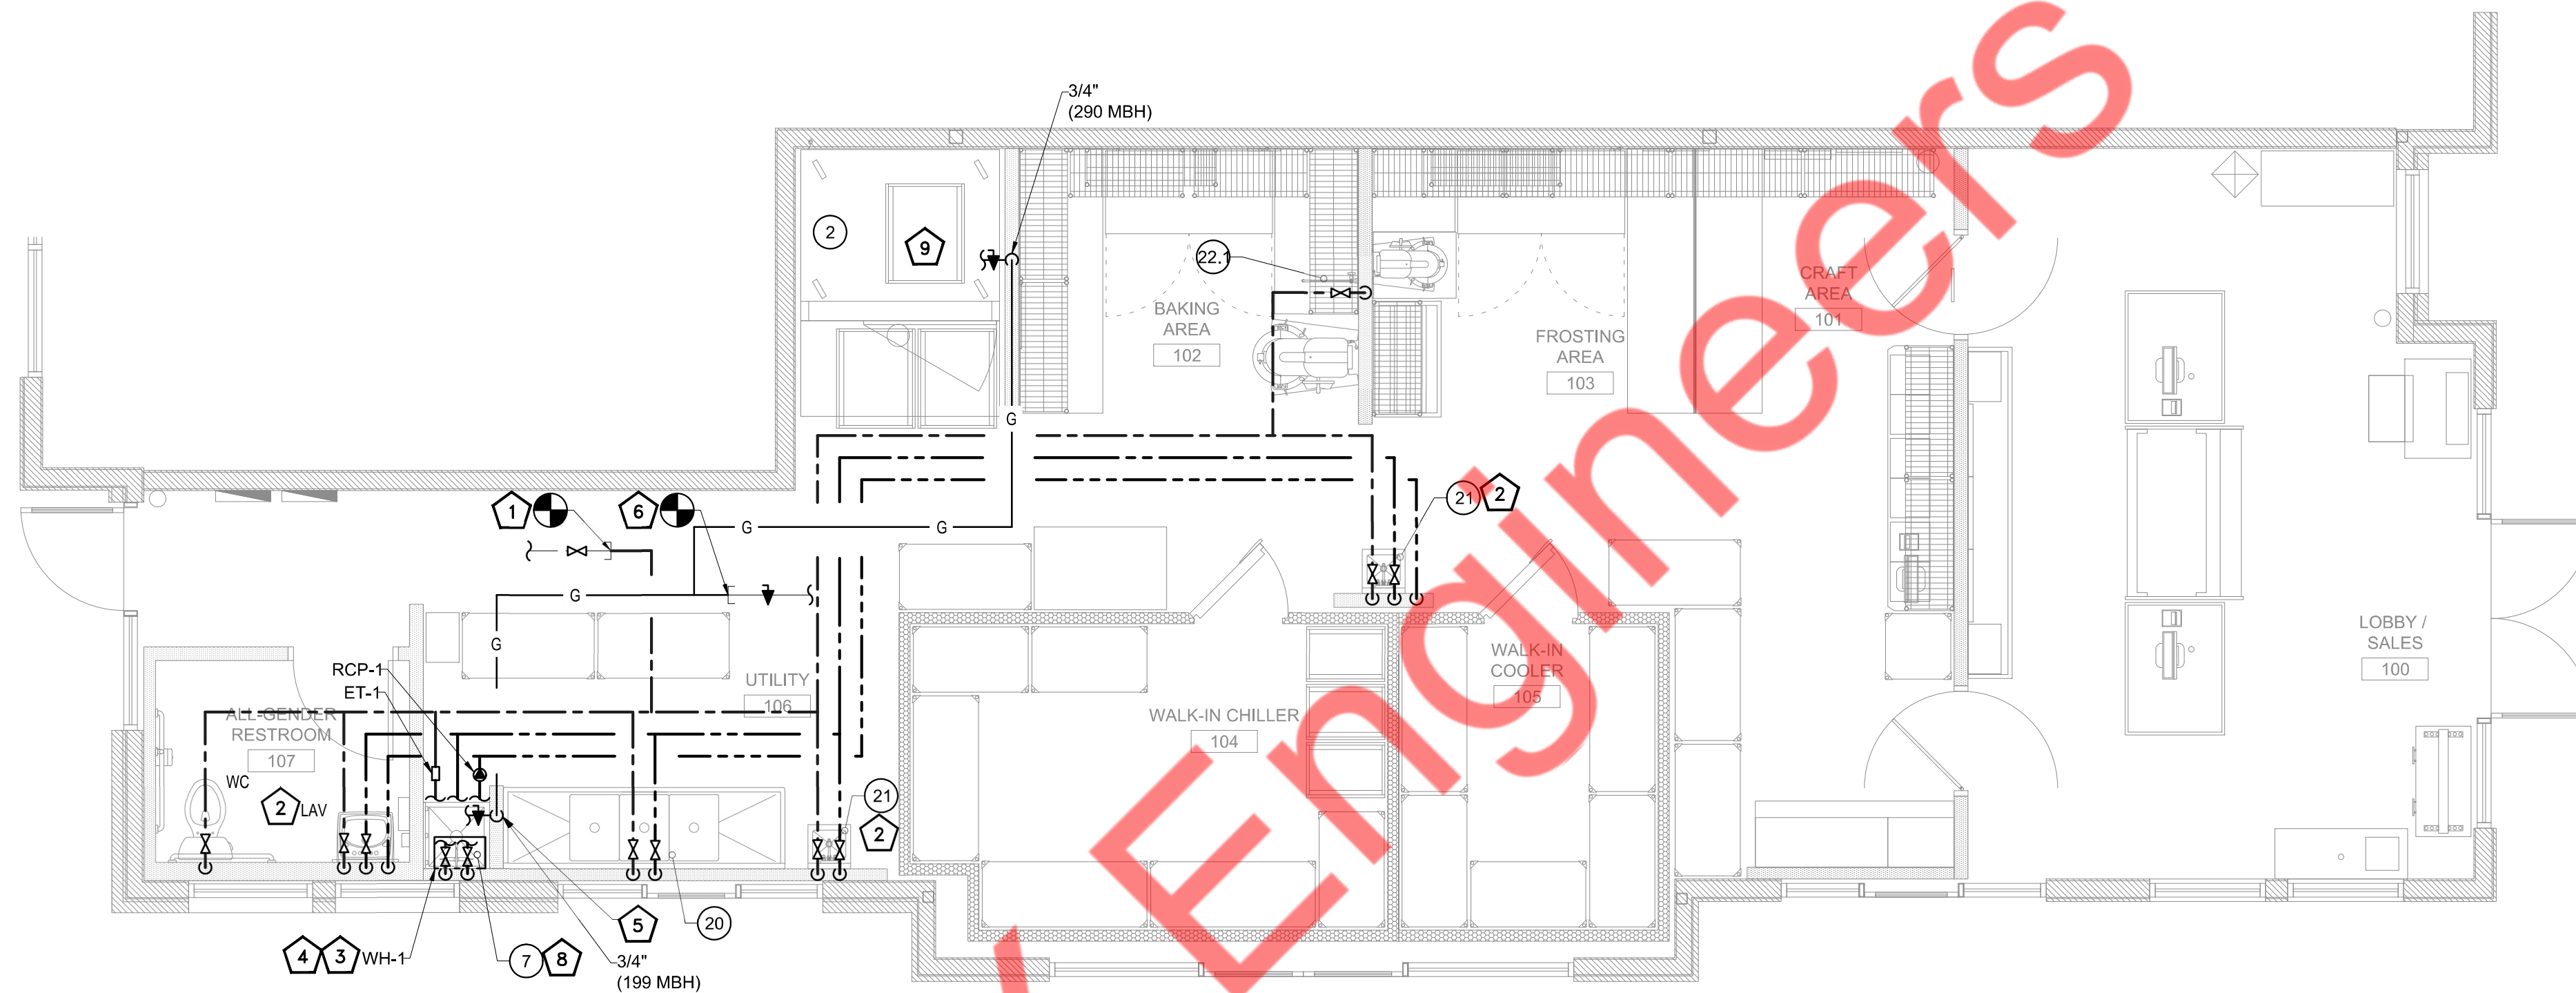 3/4"
(290 MBH)
2
9
22.1
BAKING
AREA
102
FROSTING
AREA
103
CRAFT
AREA
101
G
1
6
G
G
21
2
G
G
RCP-1
ET-1
UTILITY
106
ALL-GENDER
RESTROOM
107
WC
2
LAV
WALK-IN CHILLER
104
WALK-IN
COOLER
105
LOBBY /
SALES
100
21
2
5
20
4
3
WH-1
7
8
3/4"
(199 MBH)
Engineers